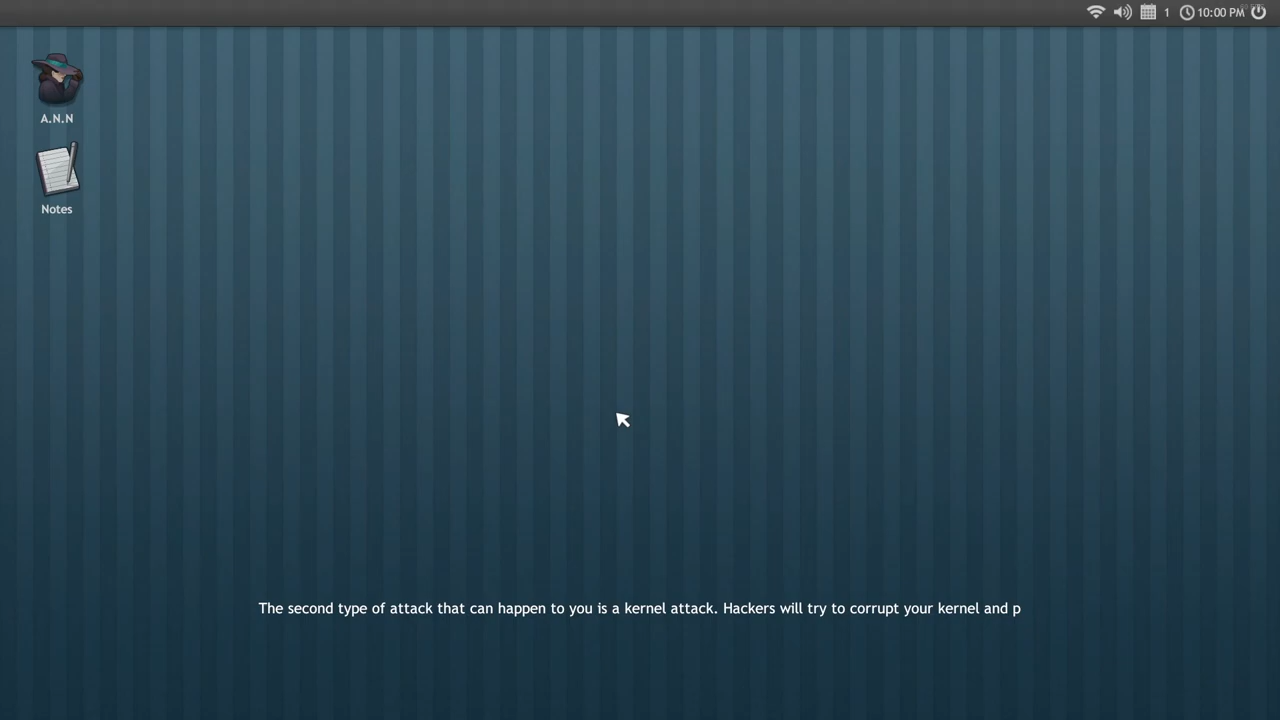 1
10:00 PM
A.N.N
Notes
The second type of attack that can happen to you is a kernel attack. Hackers will try to corrupt your kernel and p